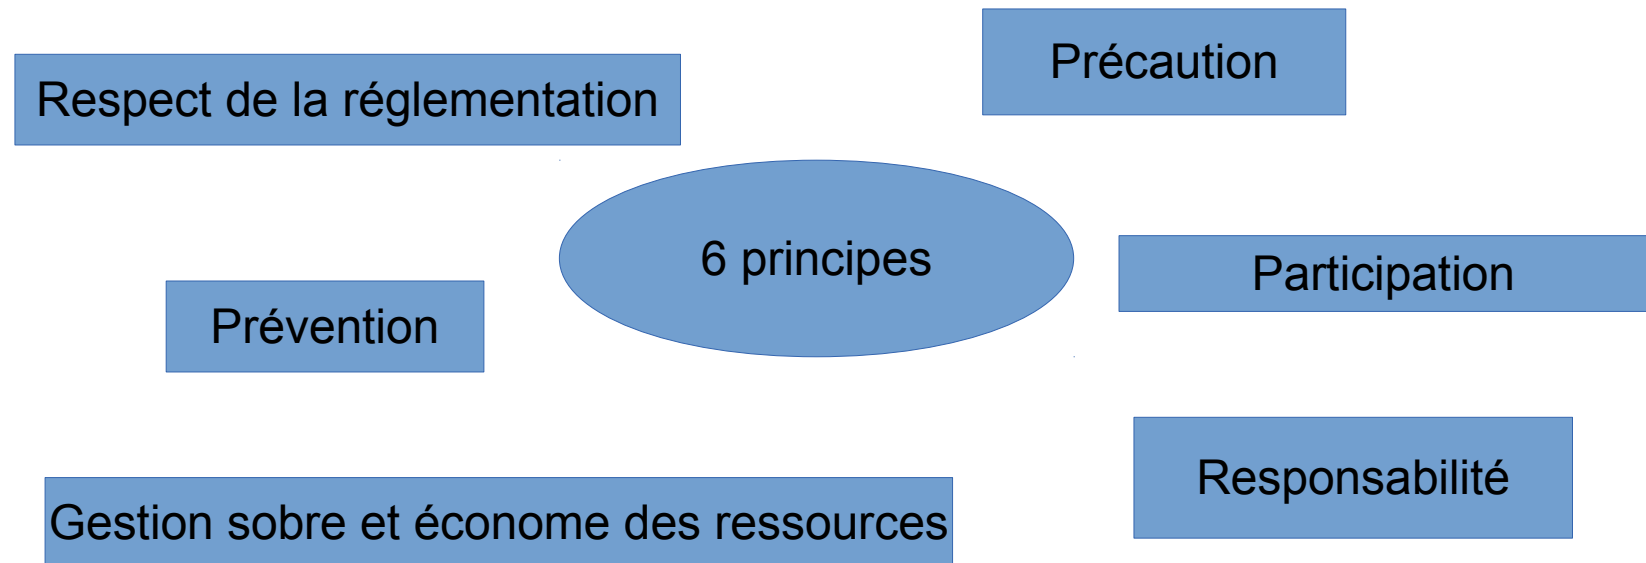 Précaution
Respect de la réglementation
6 principes
Participation
Prévention
Responsabilité
Gestion sobre et économe des ressources